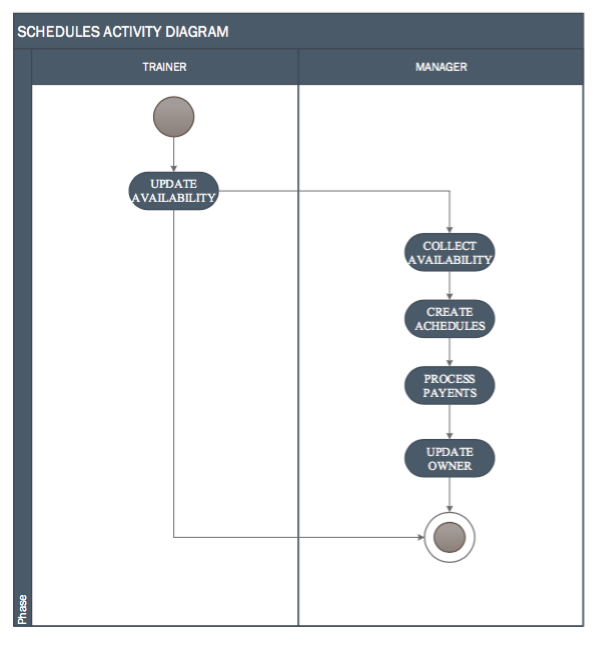 SCHEDULES ACTIVITY DIAGRAM
TRAINER
MANAGER
UPDATE
AVAILABILITY
COLLECT
AVAILABILITY
CREATE
ACHEDULES
PROCESS
PAYENTS
UPDATE
OWNER
Phase